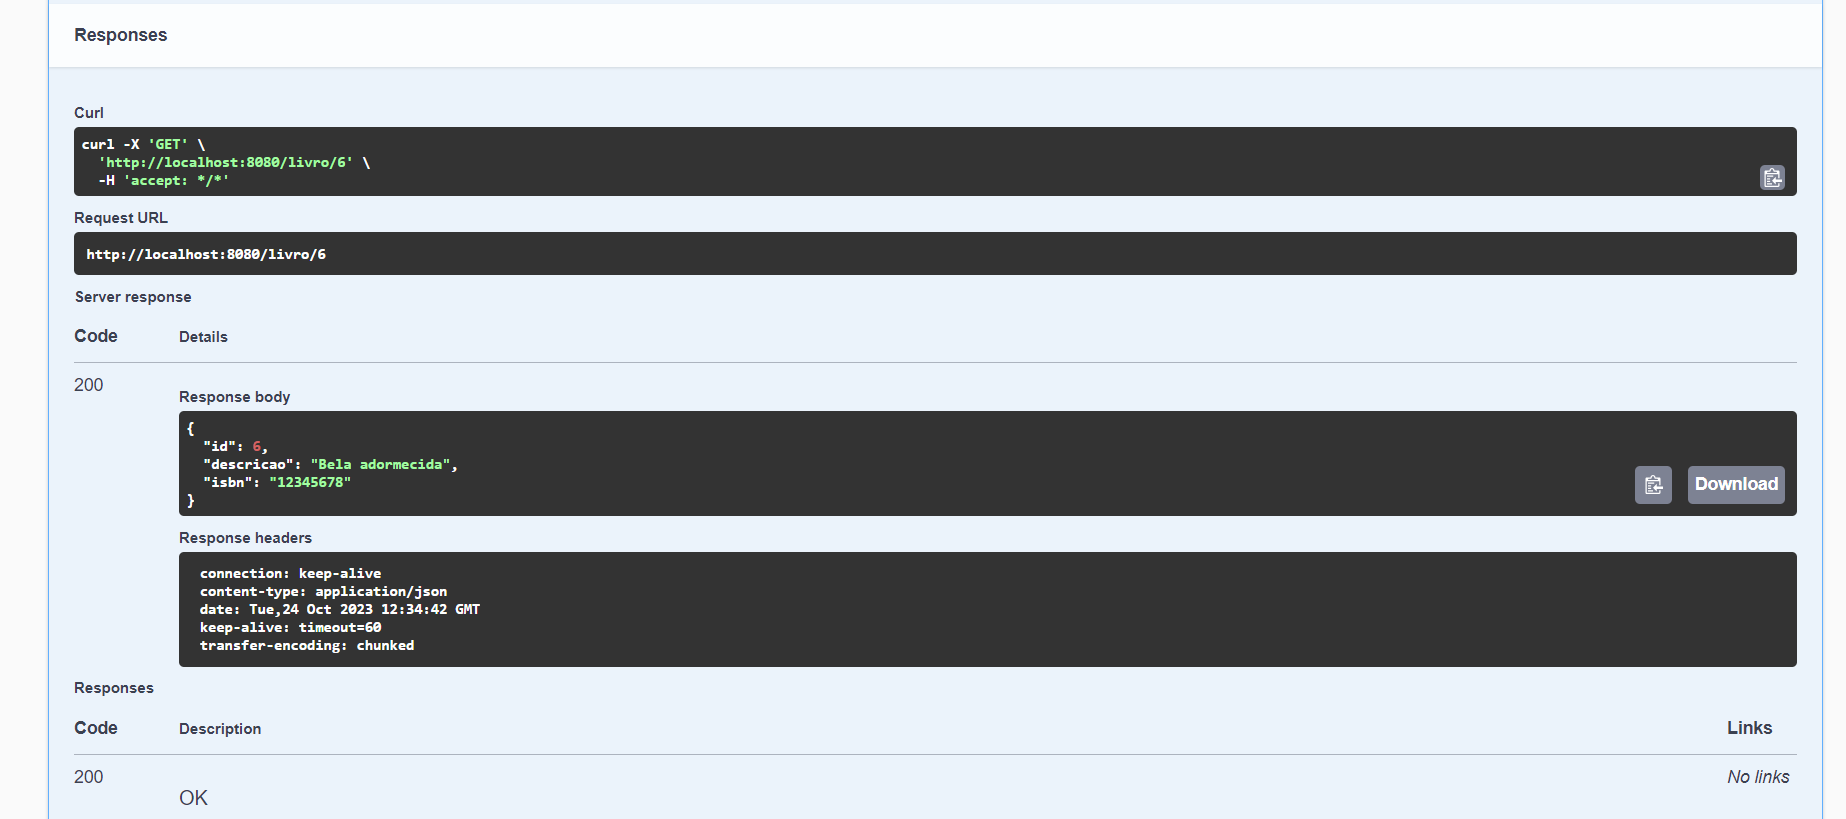 Responses
Curl
curl -X 'GET' \
  'http://localhost:8080/livro/6' \
  -H 'accept: */*'
Request URL
http://localhost:8080/livro/6
Server response
Code Details
200
Response body
{
  "id": 6,
  "descricao": "Bela adormecida",
  "isbn": "12345678"
}
Download
Response headers
connection: keep-alive
content-type: application/json
date: Tue,24 Oct 2023 12:34:42 GMT
keep-alive: timeout=60
transfer-encoding: chunked
Responses
Code Description Links
200 No links
OK